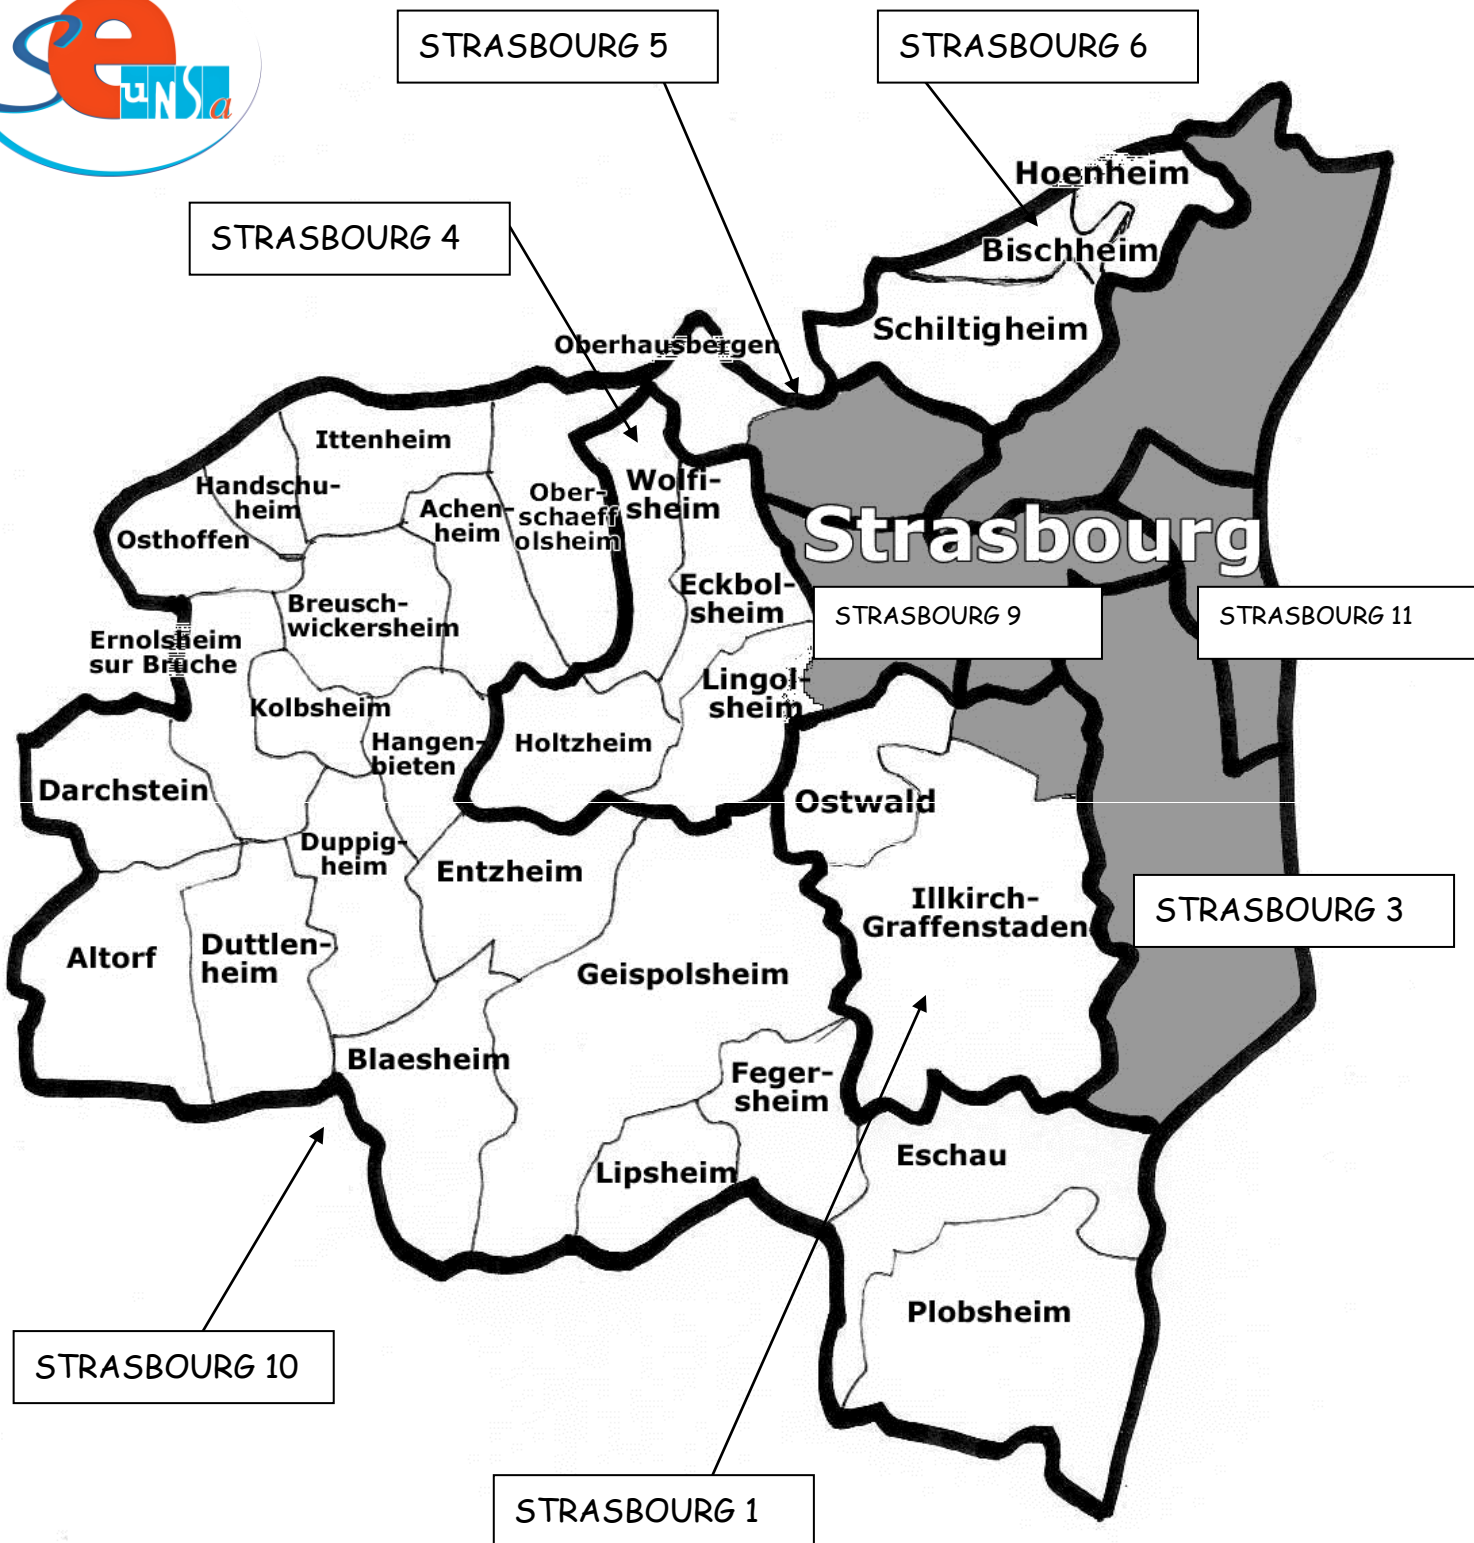 Se
uNSa
STRASBOURG 5
STRASBOURG 6
STRASBOURG 4
Hoenheim
Bischheim
Schiltigheim
Oberhausbergen
Ittenheim
Handschu-
heim
Osthoffen
Achen-
heim
Ober-
schaeff
olsheim
Wolfi-
sheim
Strasbourg
Eckbol-
sheim
STRASBOURG 9
STRASBOURG 11
Breusch-
wickersheim
Ernolsheim
sur Bruche
Kolbsheim
Lingol-
sheim
Hangen-
bieten
Holtzheim
Darchstein
Ostwald
Duppig-
heim
Entzheim
Illkirch-
Graffenstaden
STRASBOURG 3
Altorf
Duttlen-
heim
Geispolsheim
Blaesheim
Feger-
sheim
Lipsheim
Eschau
Plobsheim
STRASBOURG 10
STRASBOURG 1